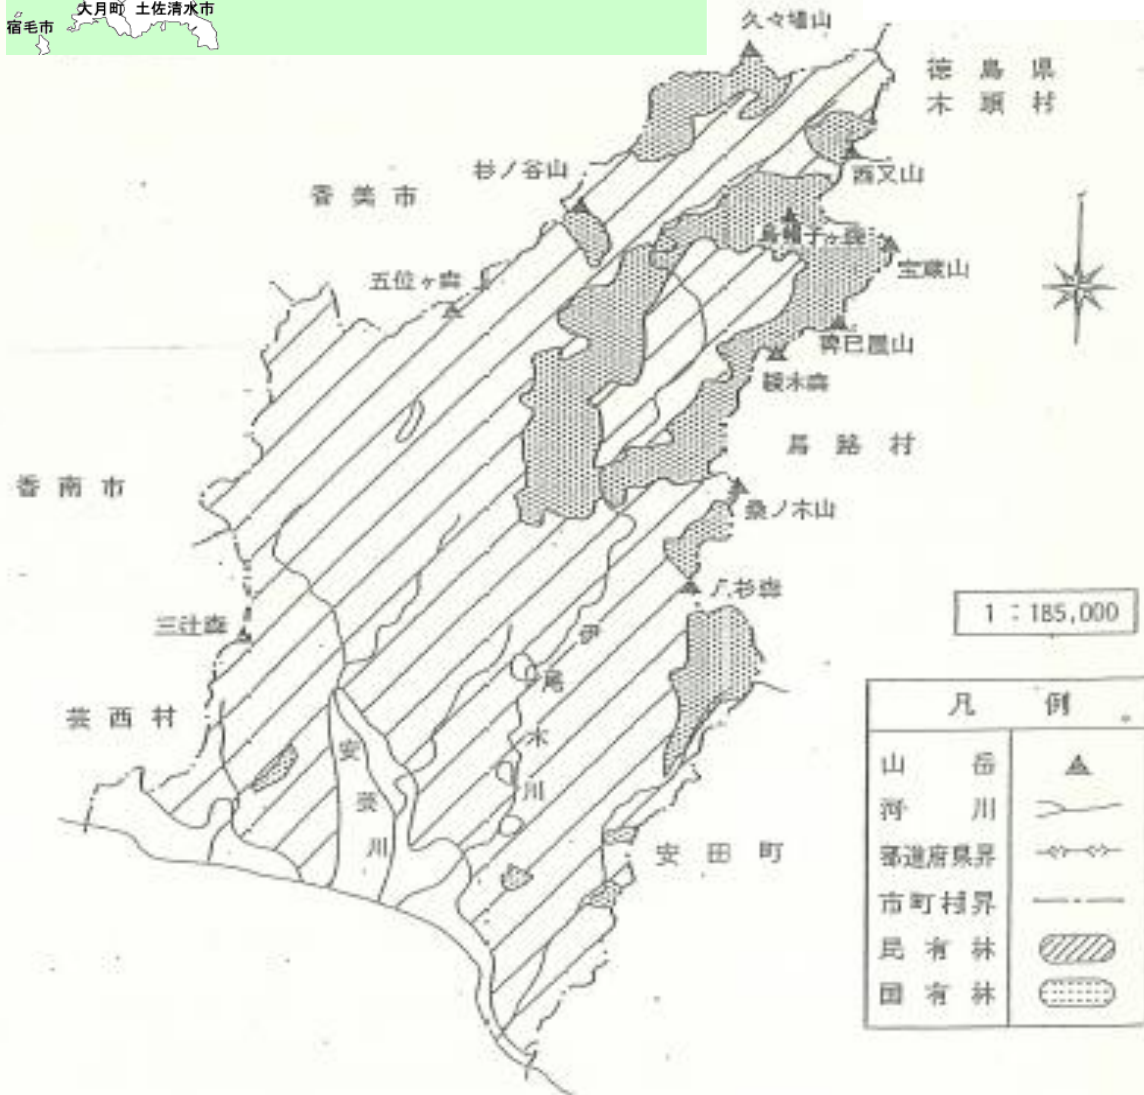 大月町 土佐清水市
宿毛市
徳島県
木頭村
杉ノ谷山
香美市
西又山
宝蔵山
五位ヶ森
馬路村
香南市
桑ノ木山
三辻森
1:185,000
伊尾木川
芸西村
安芸川
安田町
凡例
山岳
河川
都道府県界
市町村界
民有林
国有林